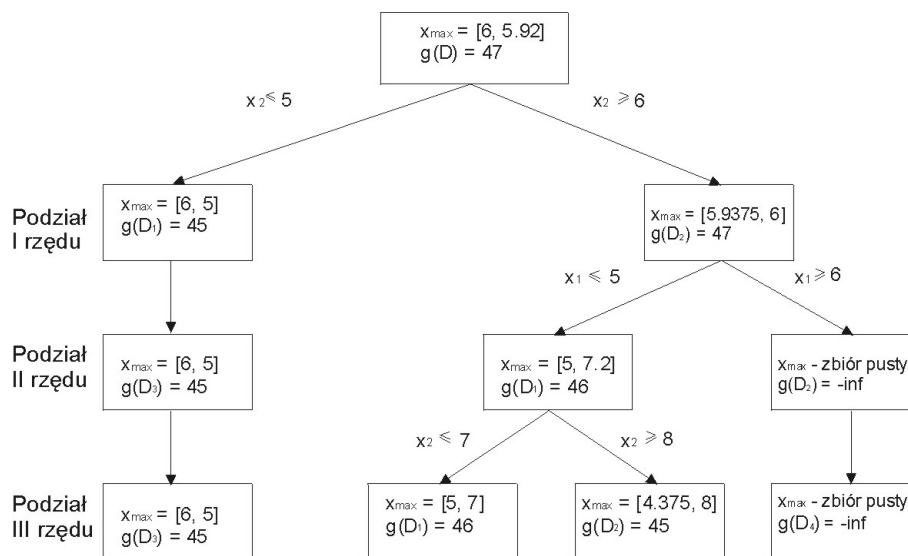 xmax = [6, 5.92]
g(D) = 47
x2 ⩽ 5
x2 ⩾ 6
Podział
I rzędu
xmax = [6, 5]
g(D1) = 45
xmax = [5.9375, 6]
g(D2) = 47
x1 ⩽ 5
x1 ⩾ 6
Podział
II rzędu
xmax = [6, 5]
g(D3) = 45
xmax = [5, 7.2]
g(D1) = 46
xmax - zbiór pusty
g(D2) = -inf
x2 ⩽ 7
x2 ⩾ 8
Podział
III rzędu
xmax = [6, 5]
g(D3) = 45
xmax = [5, 7]
g(D1) = 46
xmax = [4.375, 8]
g(D2) = 45
xmax - zbiór pusty
g(D4) = -inf